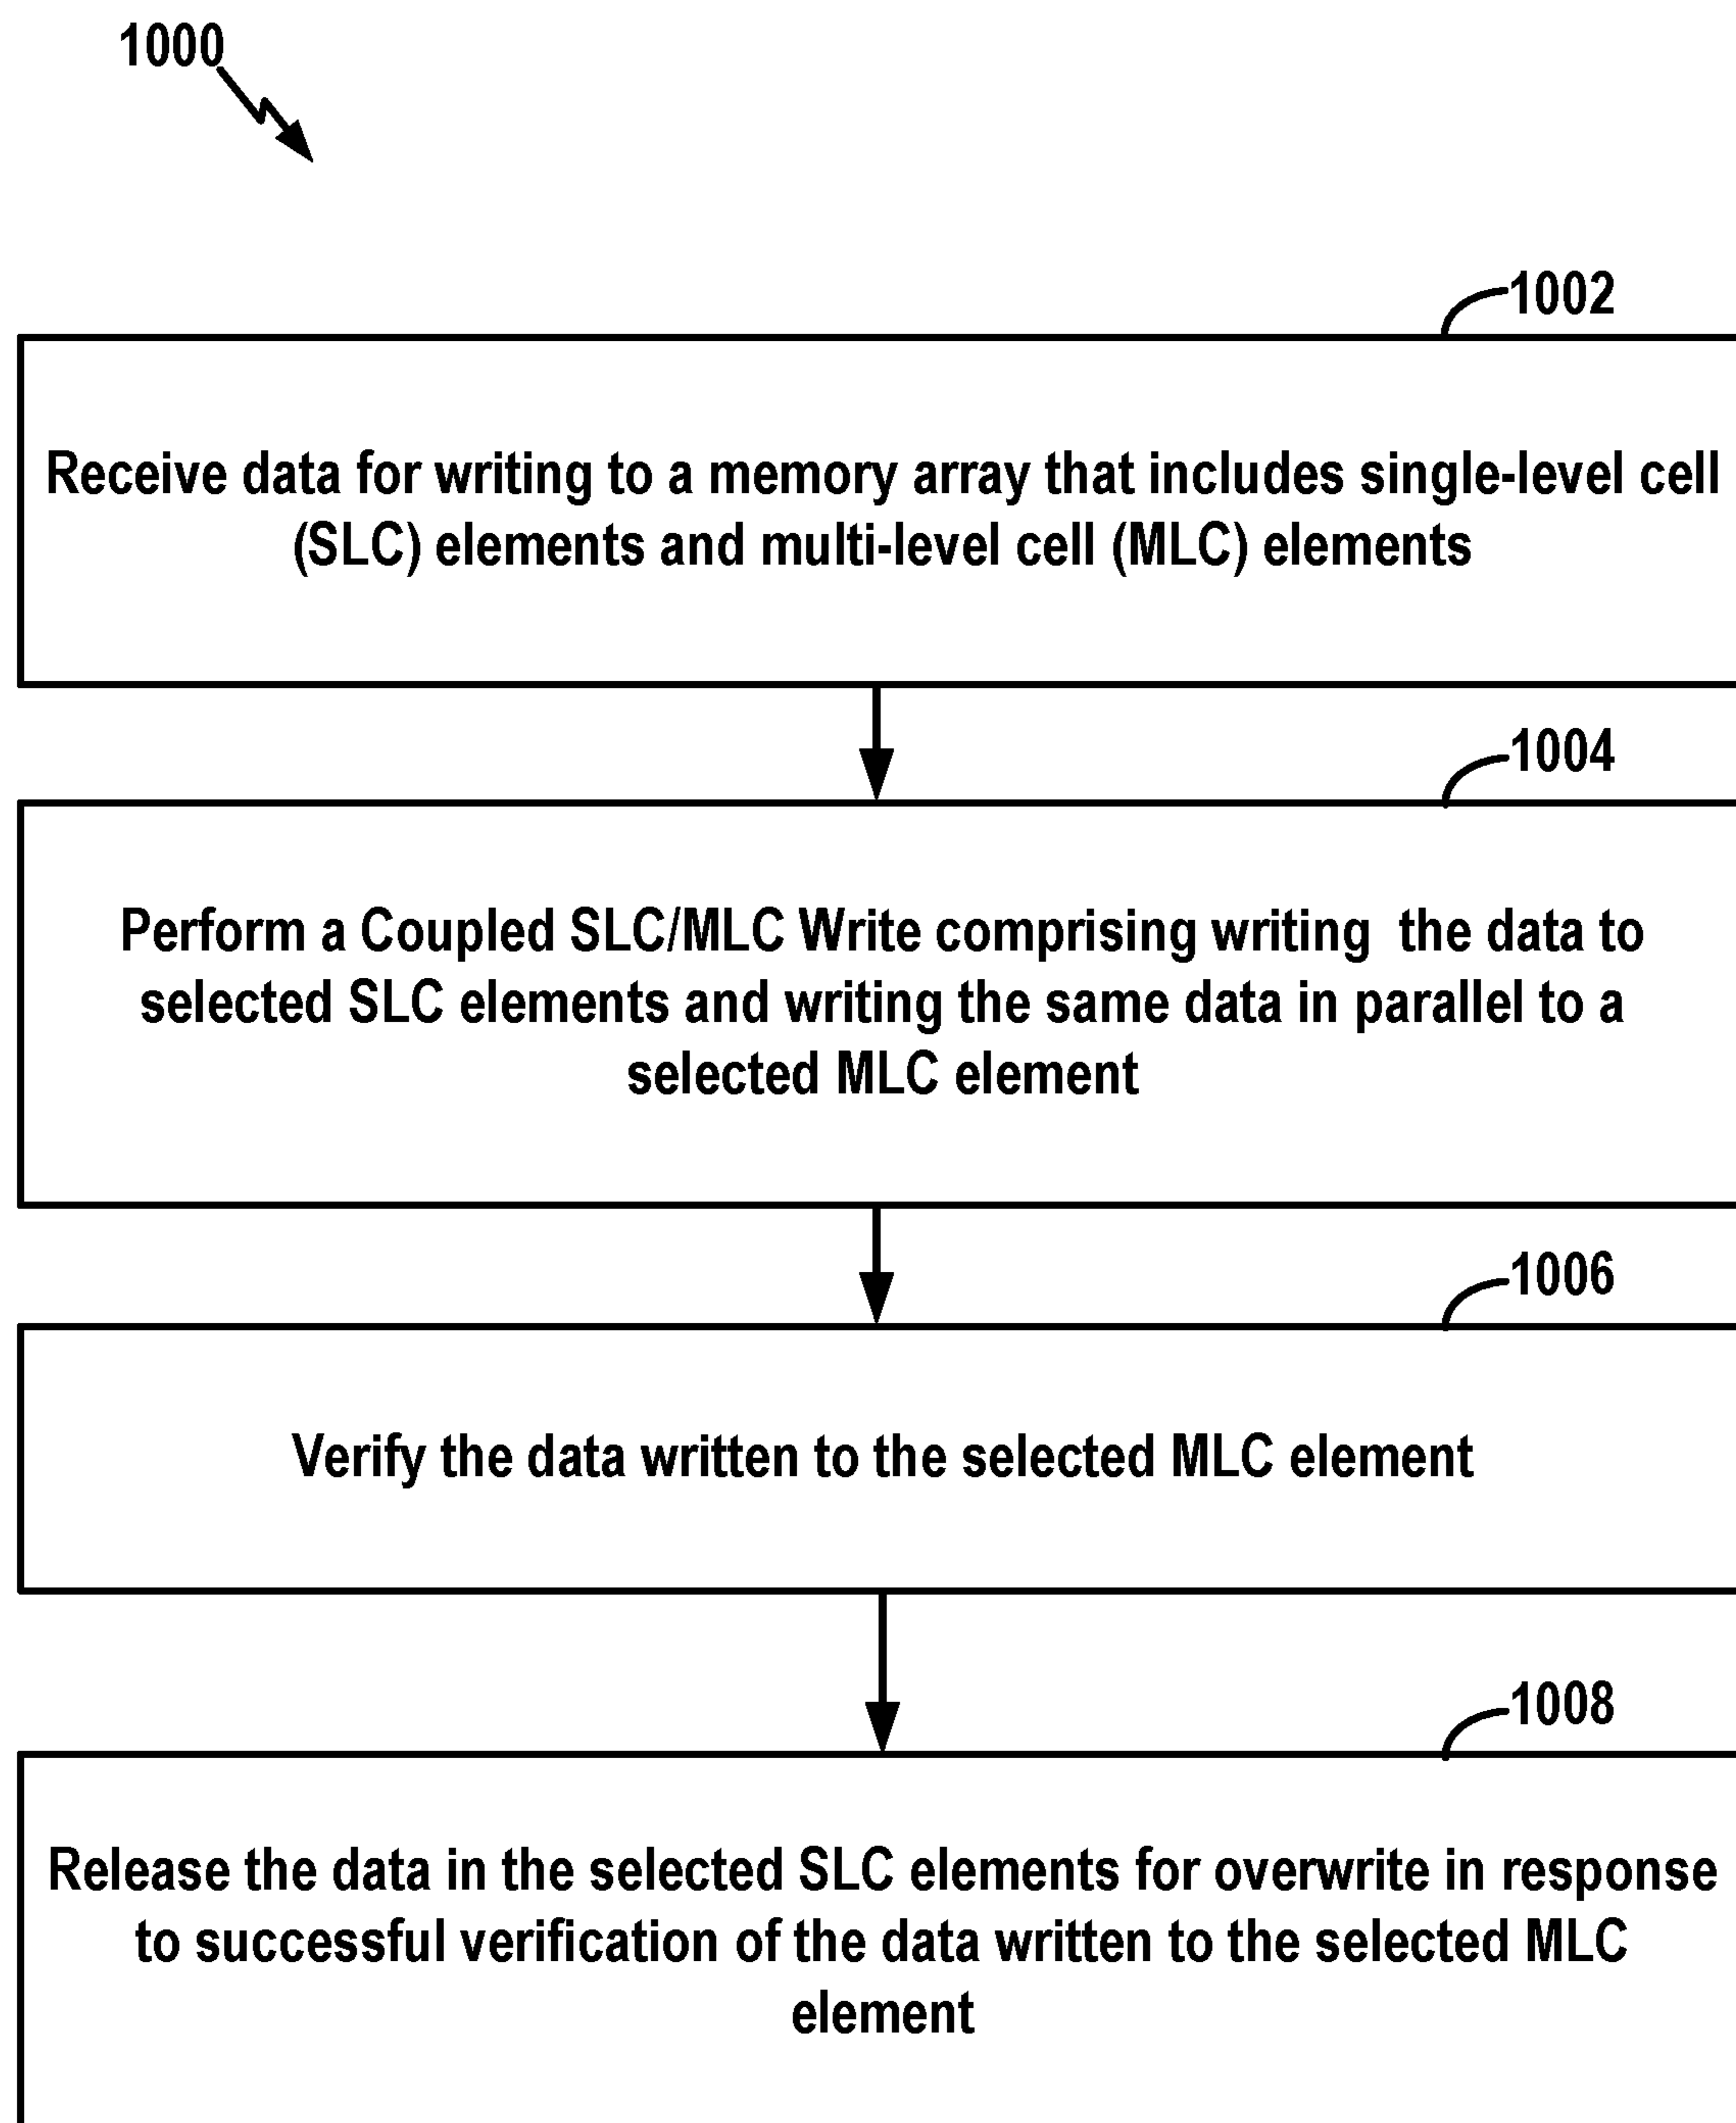 1000
1002
Receive data for writing to a memory array that includes single-level cell
(SLC) elements and multi-level cell (MLC) elements
1004
Perform a Coupled SLC/MLC Write comprising writing  the data to
selected SLC elements and writing the same data in parallel to a
selected MLC element
1006
Verify the data written to the selected MLC element
1008
Release the data in the selected SLC elements for overwrite in response
to successful verification of the data written to the selected MLC
element